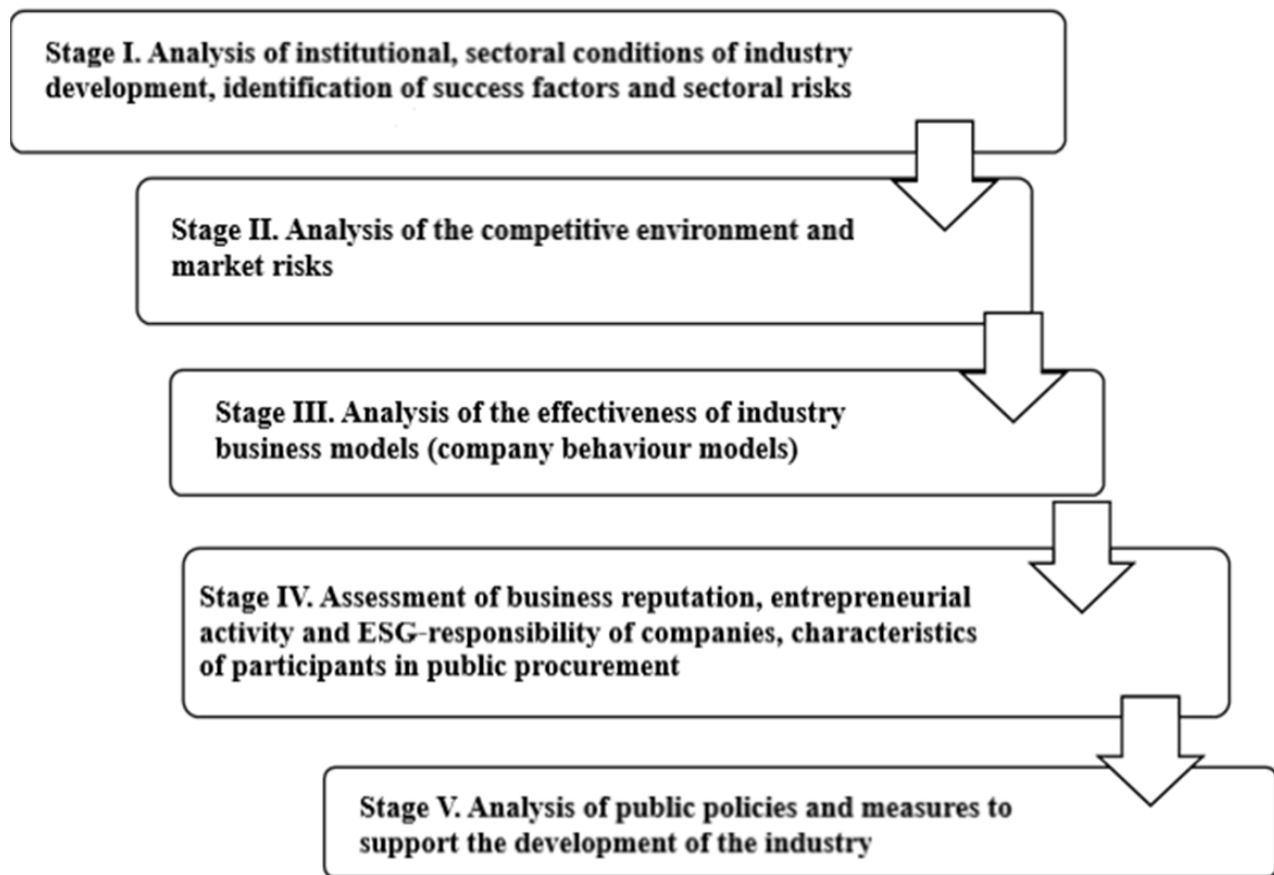 Stage I. Analysis of institutional, sectoral conditions of industry
development, identification of success factors and sectoral risks
Stage II. Analysis of the competitive environment and
market risks
Stage III. Analysis of the effectiveness of industry
business models (company behaviour models)
Stage IV. Assessment of business reputation, entrepreneurial
activity and ESG-responsibility of companies, characteristics
of participants in public procurement
Stage V. Analysis of public policies and measures to
support the development of the industry